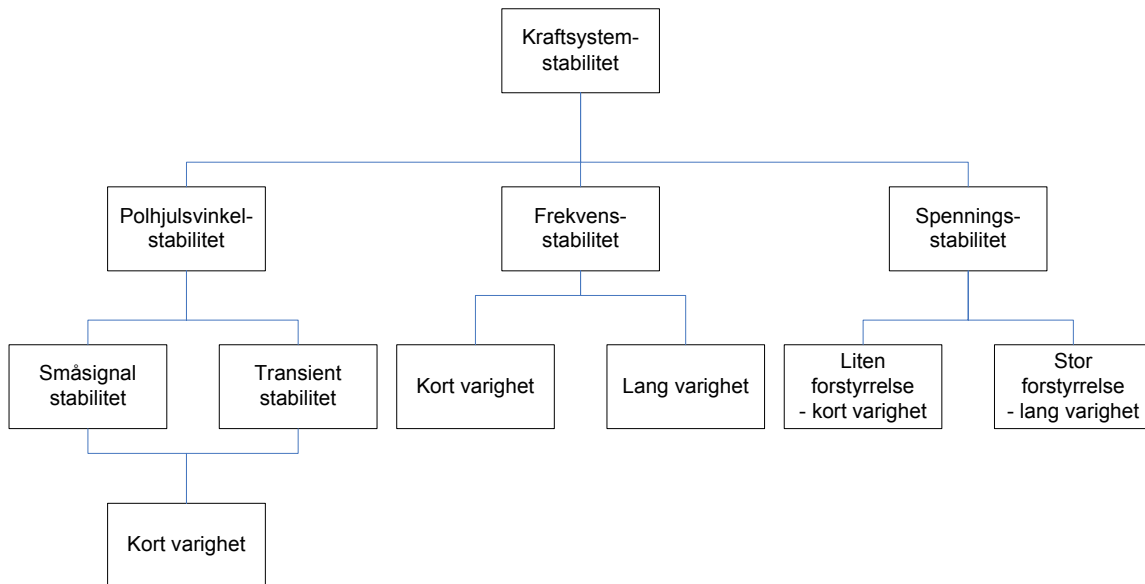 Kraftsystem-
stabilitet
Polhjulsvinkel-
stabilitet
Frekvens-
stabilitet
Spennings-
stabilitet
Småsignal
stabilitet
Transient
stabilitet
Kort varighet
Lang varighet
Liten
forstyrrelse
- kort varighet
Stor
forstyrrelse
- lang varighet
Kort varighet